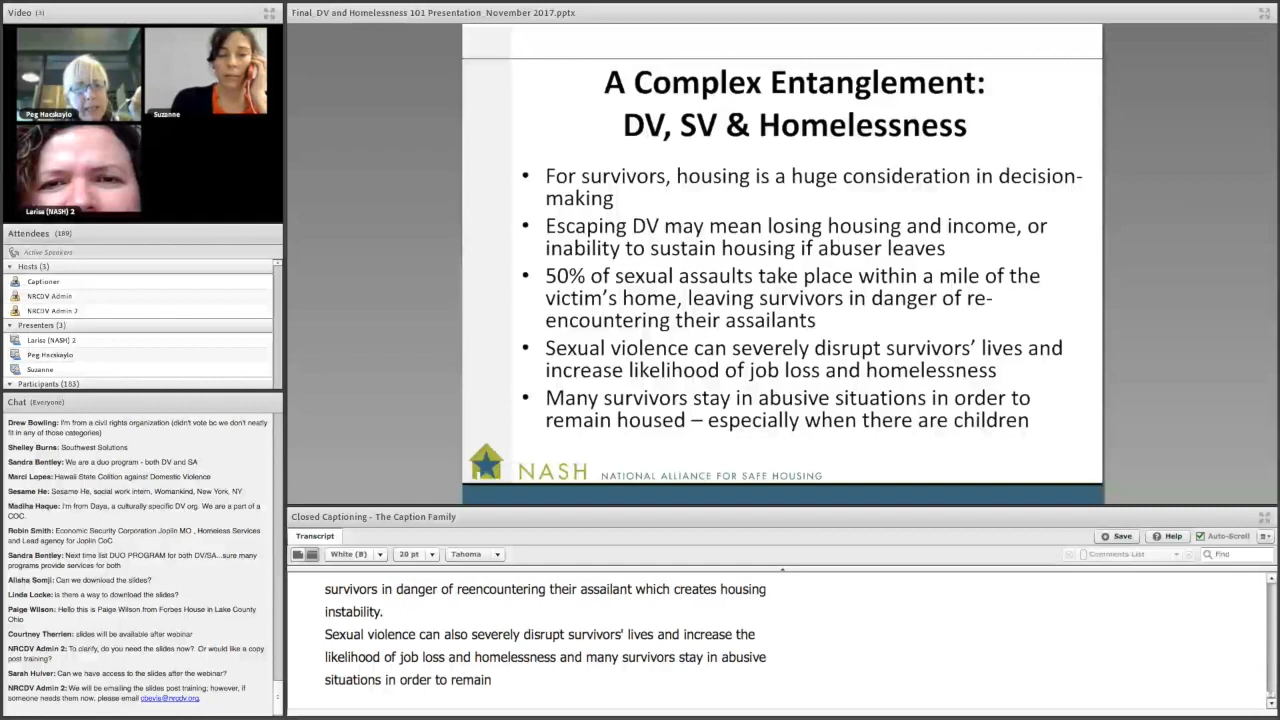 Video (3)
Peg Hacskaylo
Suzanne
Larisa (NASH) 2
Attendees (189)
Active Speakers
Hosts (3)
Captioner
NRCDV Admin
NRCDV Admin 2
Presenters (3)
Larisa (NASH) 2
Peg Hacskaylo
Suzanne
Participants (183)
Chat (Everyone)
Drew Bowling: I'm from a civil rights organization (didn't vote bc we don't neatly
fit in any of those categories)
Shelley Burns: Southwest Solutions
Sandra Bentley: We are a duo program - both DV and SA
Marci Lopes: Hawaii State Colition against Domestic Violence
Sesame He: Sesame He, social work intern, Womankind, New York, NY
Madiha Haque: I'm from Daya, a culturally specific DV org. We are a part of a
COC.
Robin Smith: Economic Security Corporation Joplin MO , Homeless Services
and Lead agency for Joplin CoC
Sandra Bentley: Next time list DUO PROGRAM for both DV/SA...sure many
programs provide services for both
Alisha Somji: Can we download the slides?
Linda Locke: is there a way to download the slides?
Paige Wilson: Hello this is Paige Wilson from Forbes House in Lake County
Ohio
Courtney Therrien: slides will be available after webinar
NRCDV Admin 2: To clarify, do you need the slides now? Or would like a copy
post training?
Sarah Hulver: Can we have access to the slides after the webinar?
NRCDV Admin 2: We will be emailing the slides post training; however, if
someone needs them now, please email cbevis@nrcdv.org.
Final_DV and Homelessness 101 Presentation_November 2017.pptx
A Complex Entanglement:
DV, SV & Homelessness
• For survivors, housing is a huge consideration in decision-
making
• Escaping DV may mean losing housing and income, or
inability to sustain housing if abuser leaves
• 50% of sexual assaults take place within a mile of the
victim's home, leaving survivors in danger of re-
encountering their assailants
• Sexual violence can severely disrupt survivors' lives and
increase likelihood of job loss and homelessness
• Many survivors stay in abusive situations in order to
remain housed – especially when there are children
NASH NATIONAL ALLIANCE FOR SAFE HOUSING
Closed Captioning - The Caption Family
Transcript
Save Help Auto-Scroll
White (B) 20 pt Tahoma Comments List Find
survivors in danger of reencountering their assailant which creates housing
instability.
Sexual violence can also severely disrupt survivors' lives and increase the
likelihood of job loss and homelessness and many survivors stay in abusive
situations in order to remain